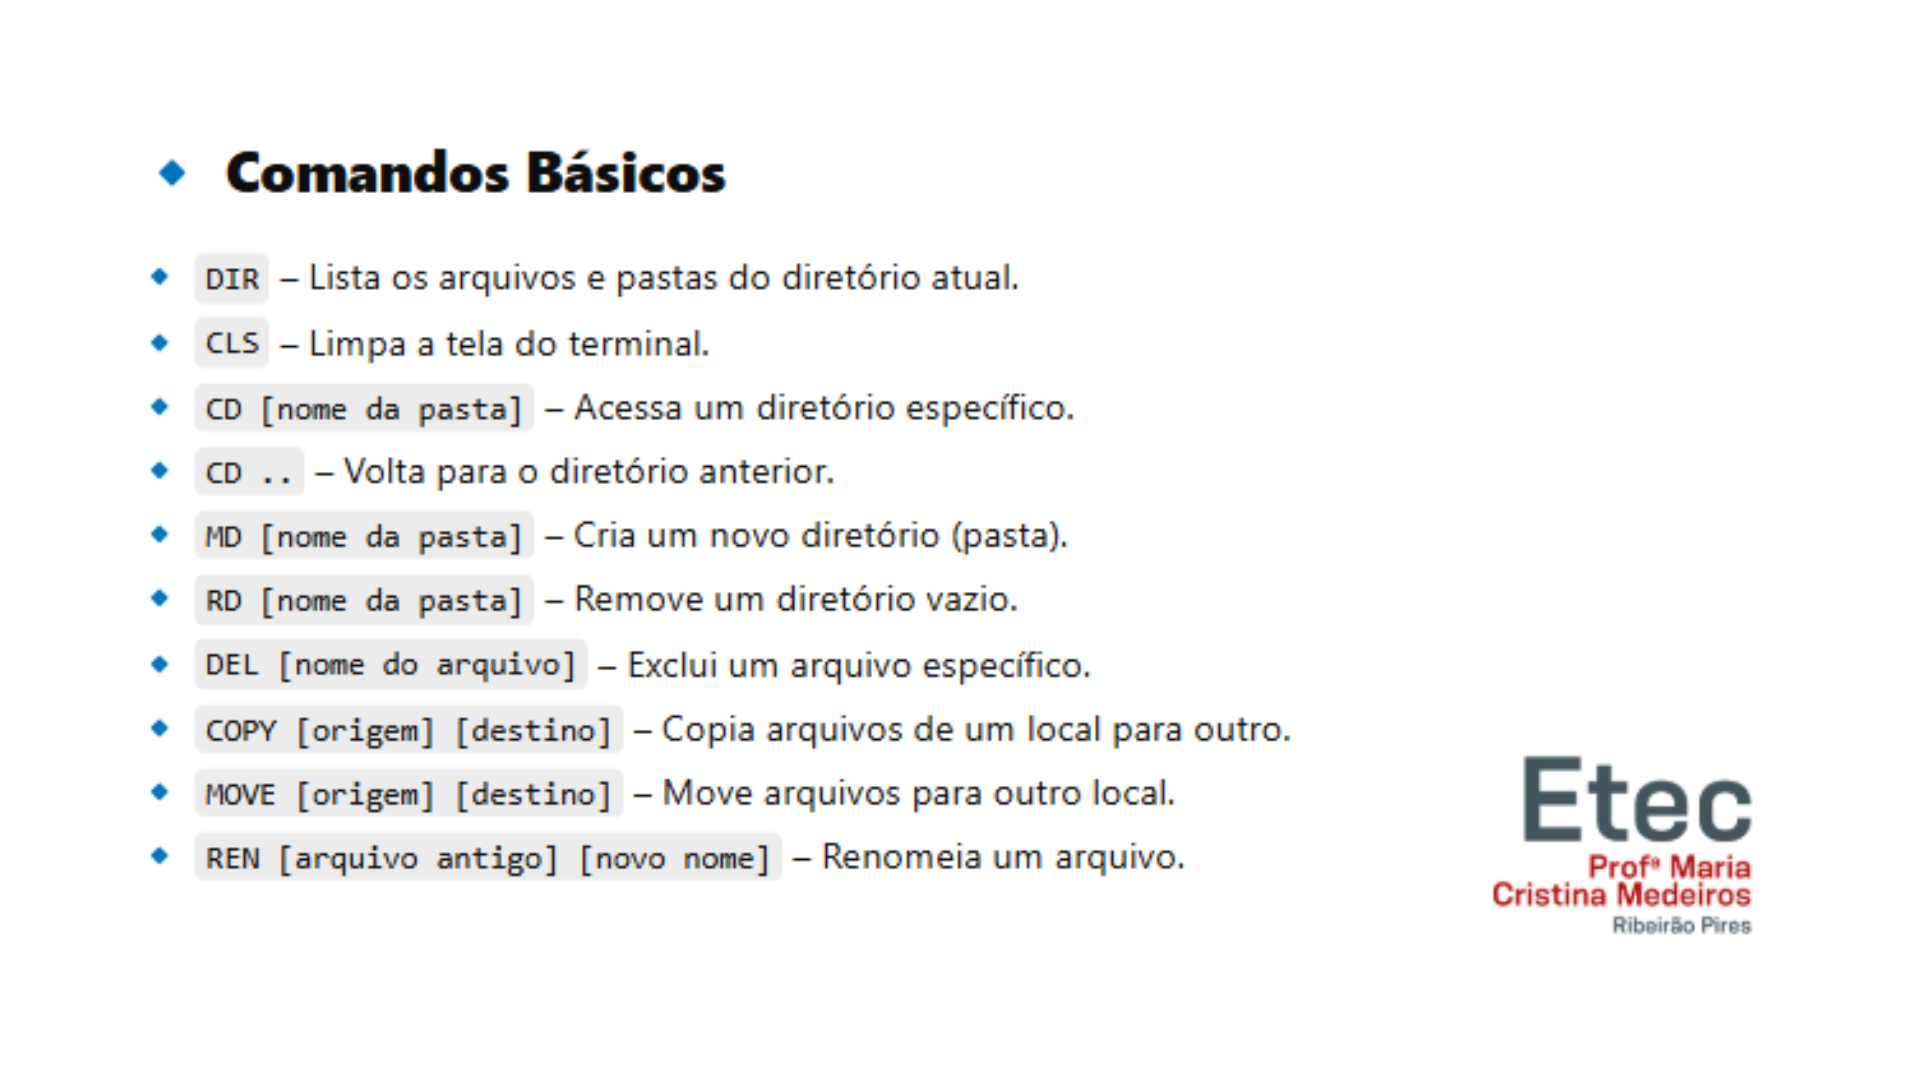 Comandos Básicos
DIR – Lista os arquivos e pastas do diretório atual.
CLS – Limpa a tela do terminal.
CD [nome da pasta] – Acessa um diretório específico.
CD .. – Volta para o diretório anterior.
MD [nome da pasta] – Cria um novo diretório (pasta).
RD [nome da pasta] – Remove um diretório vazio.
DEL [nome do arquivo] – Exclui um arquivo específico.
COPY [origem] [destino] – Copia arquivos de um local para outro.
MOVE [origem] [destino] – Move arquivos para outro local.
REN [arquivo antigo] [novo nome] – Renomeia um arquivo.
Etec
Profª Maria
Cristina Medeiros
Ribeirão Pires